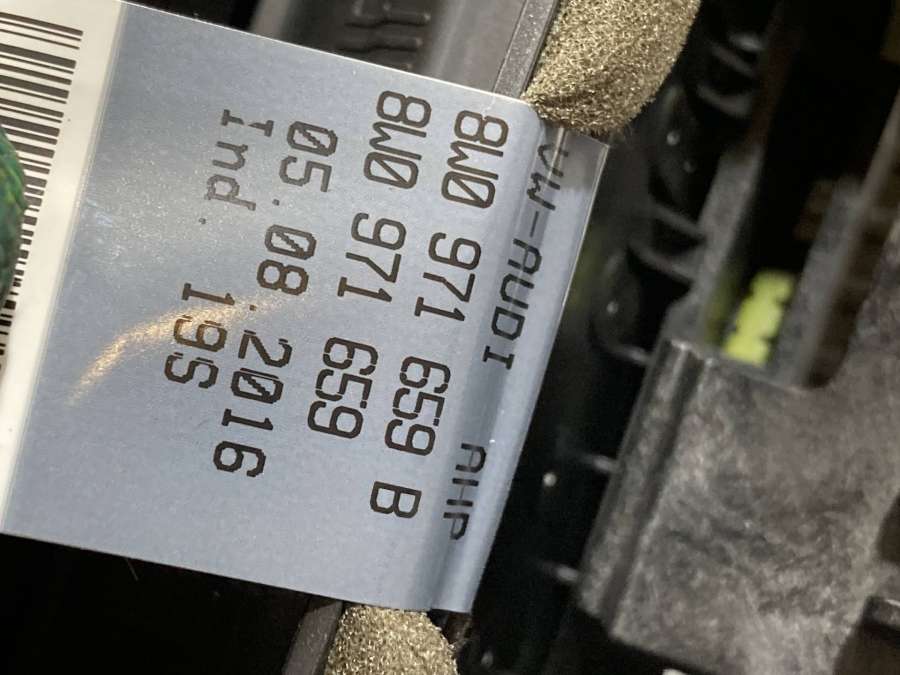 VW-AUDI AHP
8W0 971 659 B
8W0 971 659
05.08.2016
Ind. 19S